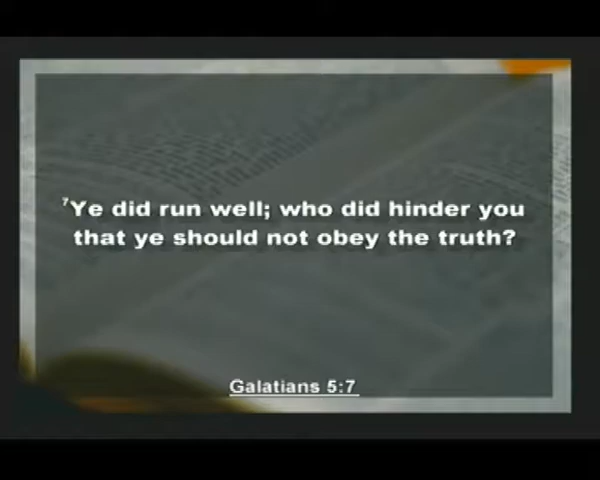 ⁷Ye did run well; who did hinder you
that ye should not obey the truth?
Galatians 5:7